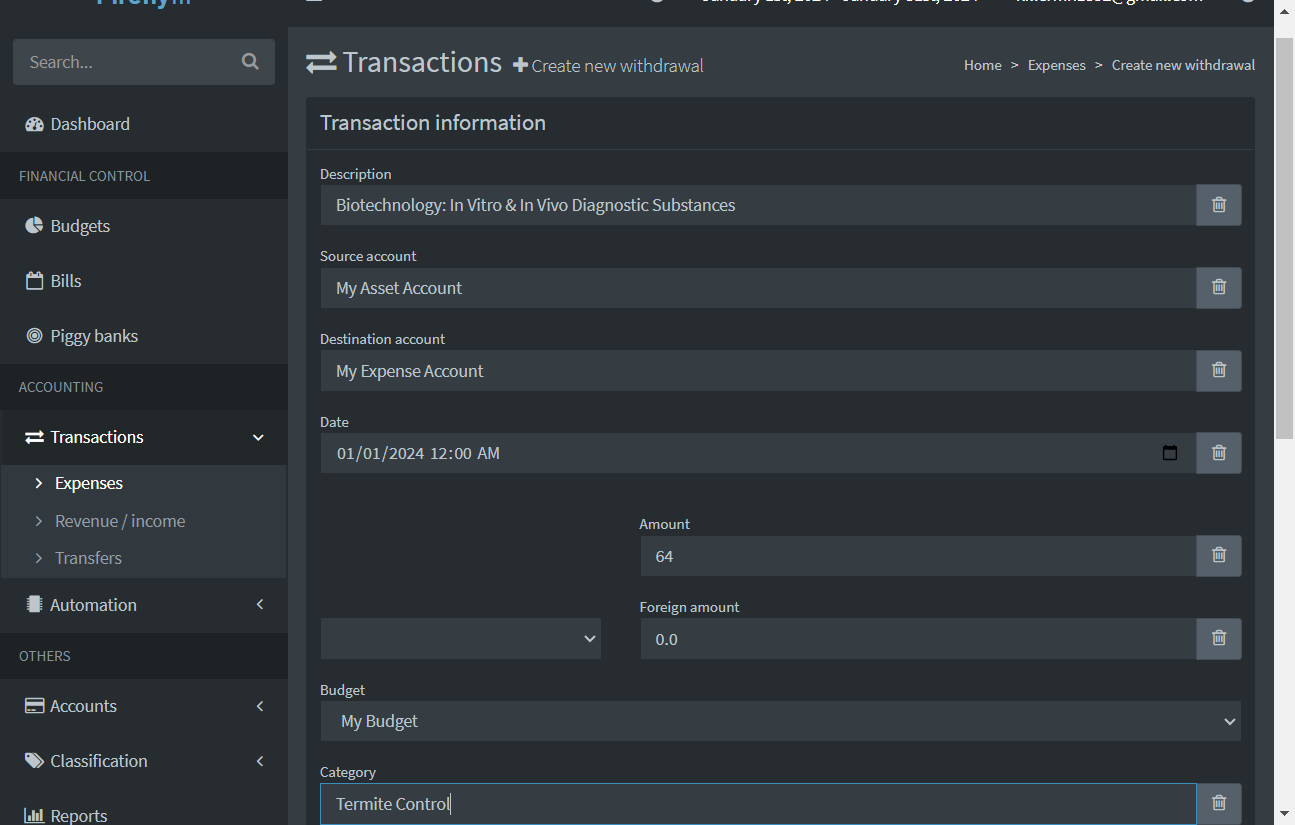 Search...
Dashboard
FINANCIAL CONTROL
Budgets
Bills
Piggy banks
ACCOUNTING
Transactions
Expenses
Revenue / income
Transfers
Automation
OTHERS
Accounts
Classification
Reports
Transactions Create new withdrawal
Home > Expenses > Create new withdrawal
Transaction information
Description
Biotechnology: In Vitro & In Vivo Diagnostic Substances
Source account
My Asset Account
Destination account
My Expense Account
Date
01/01/2024 12:00 AM
Amount
64
Foreign amount
0.0
Budget
My Budget
Category
Termite Control